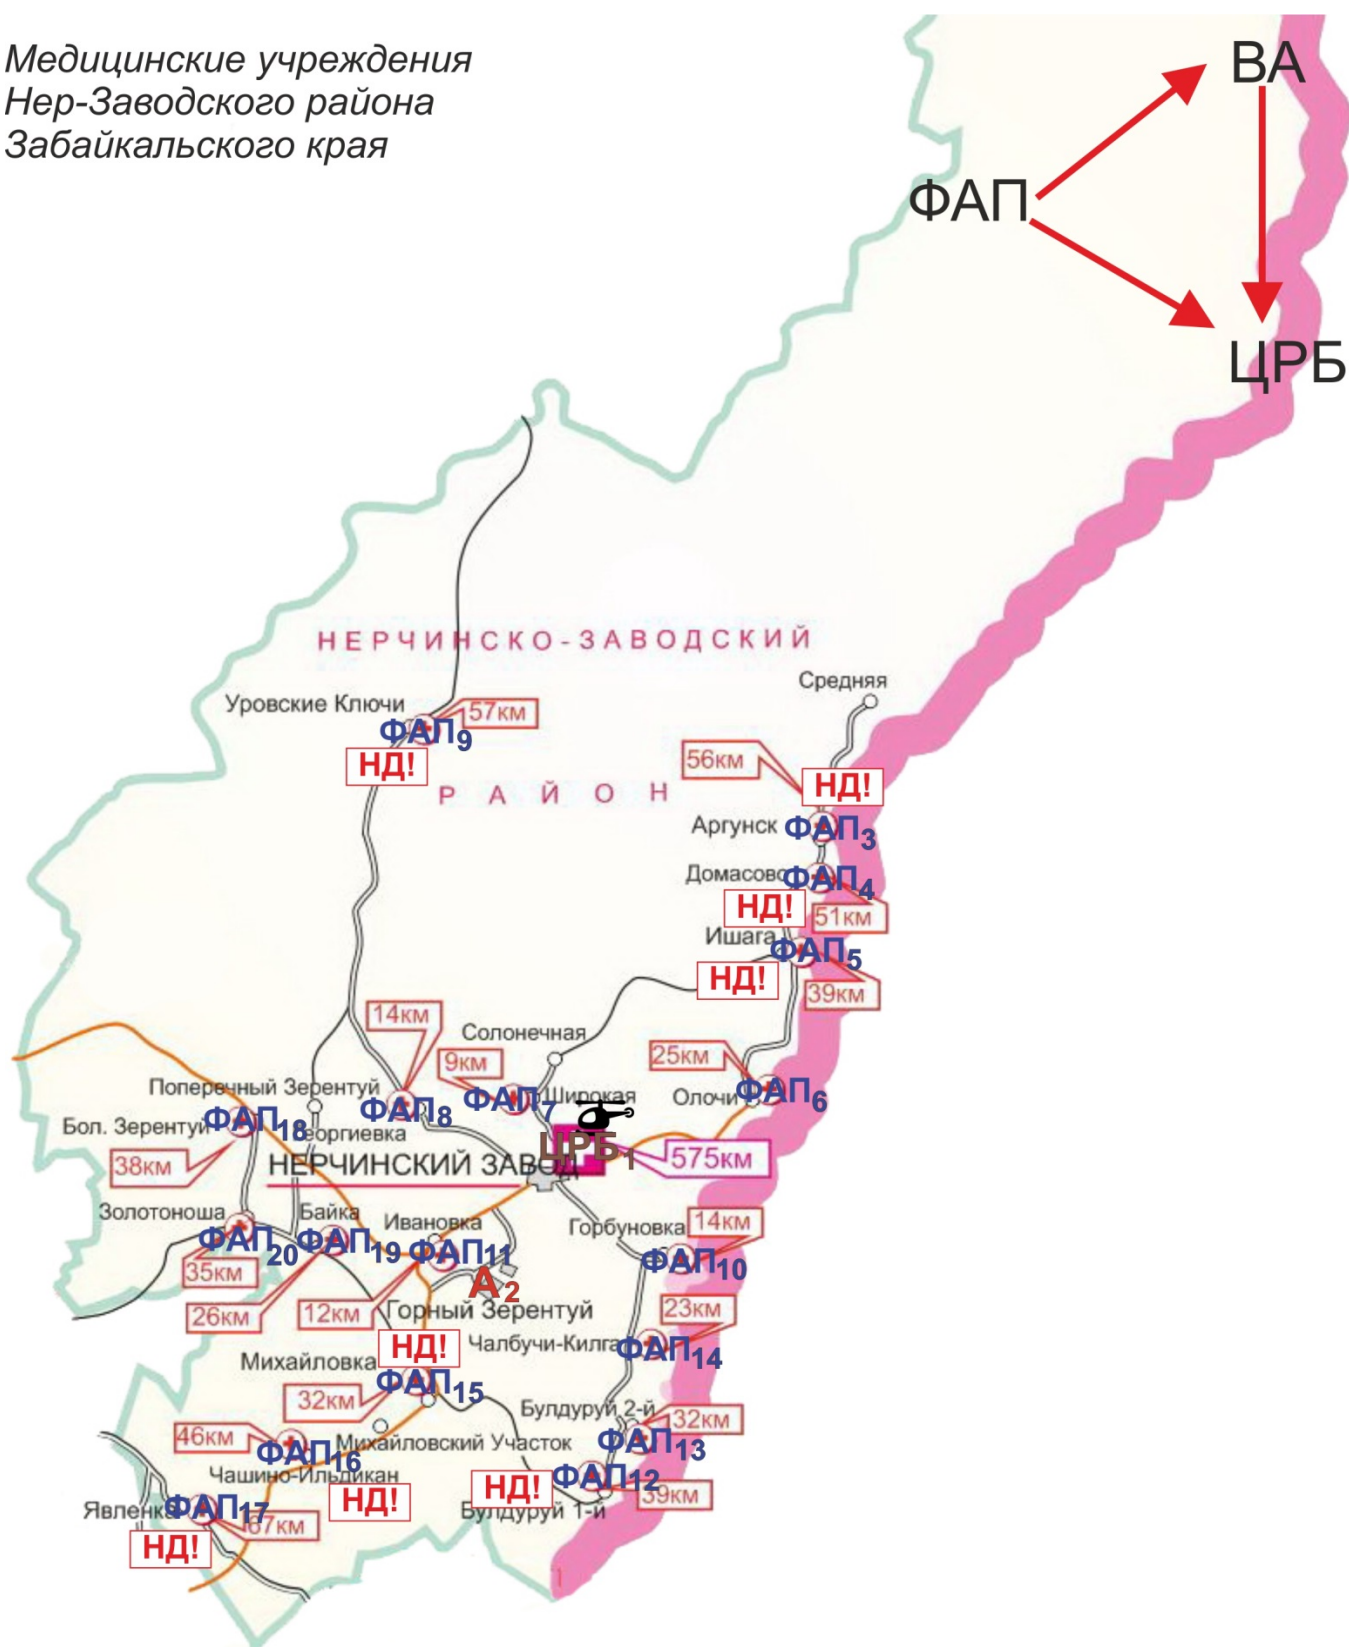 Медицинские учреждения
Нер-Заводского района
Забайкальского края
ВА
ФАП
ЦРБ
НЕРЧИНСКО-ЗАВОДСКИЙ
РАЙОН
Средняя
Уровские Ключи
57км
ФАП9
НД!
56км
НД!
Аргунск ФАП3
Домасово ФАП4
НД!
51км
Ишага ФАП5
НД!
39км
14км
Солонечная
9км
25км
Поперечный Зерентуй
ФАП8
ФАП7
Широкая
Олочи ФАП6
Бол. Зерентуй ФАП18
Георгиевка
ЦРБ1
38км
НЕРЧИНСКИЙ ЗАВОД
575км
Золотоноша
Байка
Ивановка
Горбуновка
14км
ФАП20
ФАП19
ФАП11
ФАП10
35км
А2
26км
12км
Горный Зерентуй
23км
НД!
Чалбучи-Килга
ФАП14
Михайловка
ФАП15
32км
Булдуруй 2-й
32км
46км
ФАП16
Михайловский Участок
ФАП13
Чашино-Ильдикан
НД!
НД!
ФАП12
39км
Булдуруй 1-й
Явленка ФАП17
67км
НД!